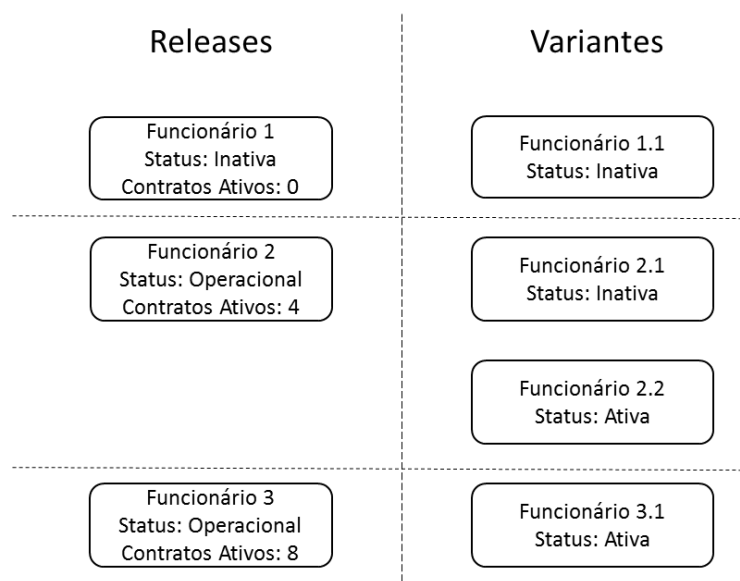 Releases
Variantes
Funcionário 1
Status: Inativa
Contratos Ativos: 0
Funcionário 1.1
Status: Inativa
Funcionário 2
Status: Operacional
Contratos Ativos: 4
Funcionário 2.1
Status: Inativa
Funcionário 2.2
Status: Ativa
Funcionário 3
Status: Operacional
Contratos Ativos: 8
Funcionário 3.1
Status: Ativa